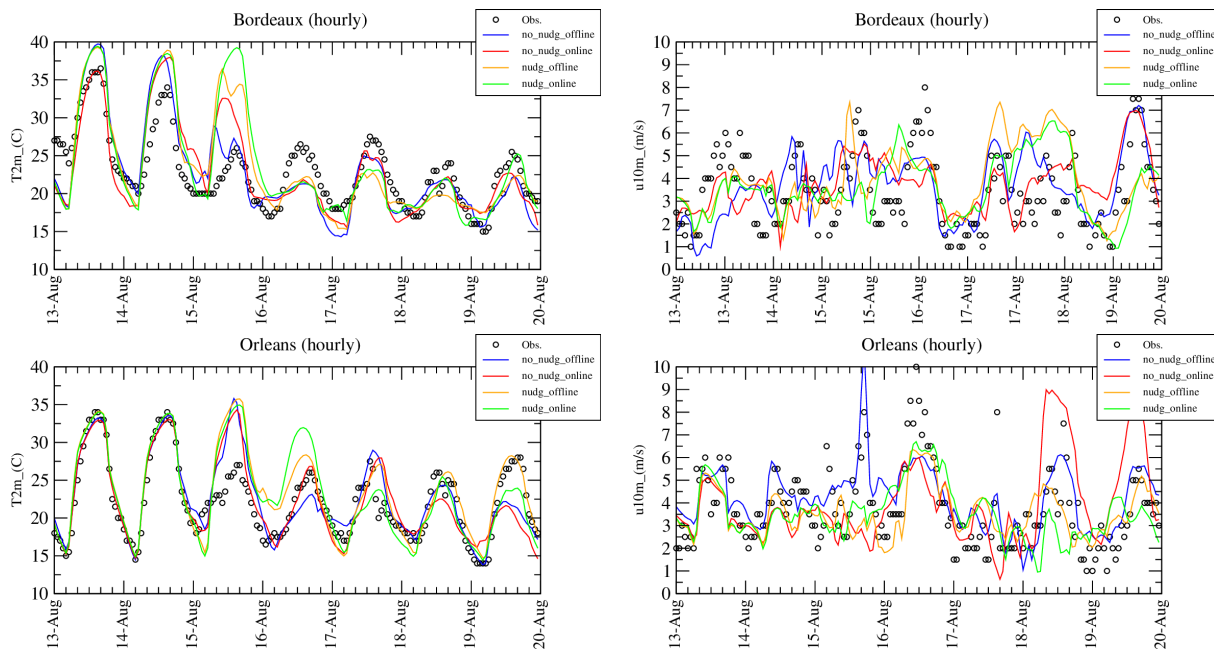 Bordeaux (hourly)
T2m_(C)
40
35
30
25
20
15
10
13-Aug
14-Aug
15-Aug
16-Aug
17-Aug
18-Aug
19-Aug
20-Aug
Obs.
no_nudg_offline
no_nudg_online
nudg_offline
nudg_online
Bordeaux (hourly)
u10m_(m/s)
10
9
8
7
6
5
4
3
2
1
0
13-Aug
13-Aug
14-Aug
15-Aug
15-Aug
16-Aug
17-Aug
17-Aug
18-Aug
19-Aug
20-Aug
Obs.
no_nudg_offline
no_nudg_online
nudg_offline
nudg_online
Orleans (hourly)
T2m_(C)
40
35
30
25
20
15
10
13-Aug
14-Aug
15-Aug
16-Aug
17-Aug
18-Aug
19-Aug
20-Aug
Obs.
no_nudg_offline
no_nudg_online
nudg_offline
nudg_online
Orleans (hourly)
u10m_(m/s)
10
9
8
7
6
5
4
3
2
1
0
13-Aug
13-Aug
14-Aug
15-Aug
15-Aug
16-Aug
17-Aug
17-Aug
18-Aug
19-Aug
20-Aug
Obs.
no_nudg_offline
no_nudg_online
nudg_offline
nudg_online